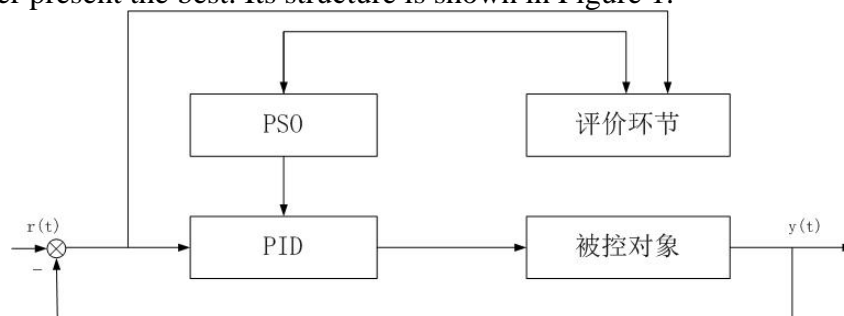 er present the best. Its structure is shown in Figure 1.
PSO
评价环节
r(t)
y(t)
PID
被控对象
−